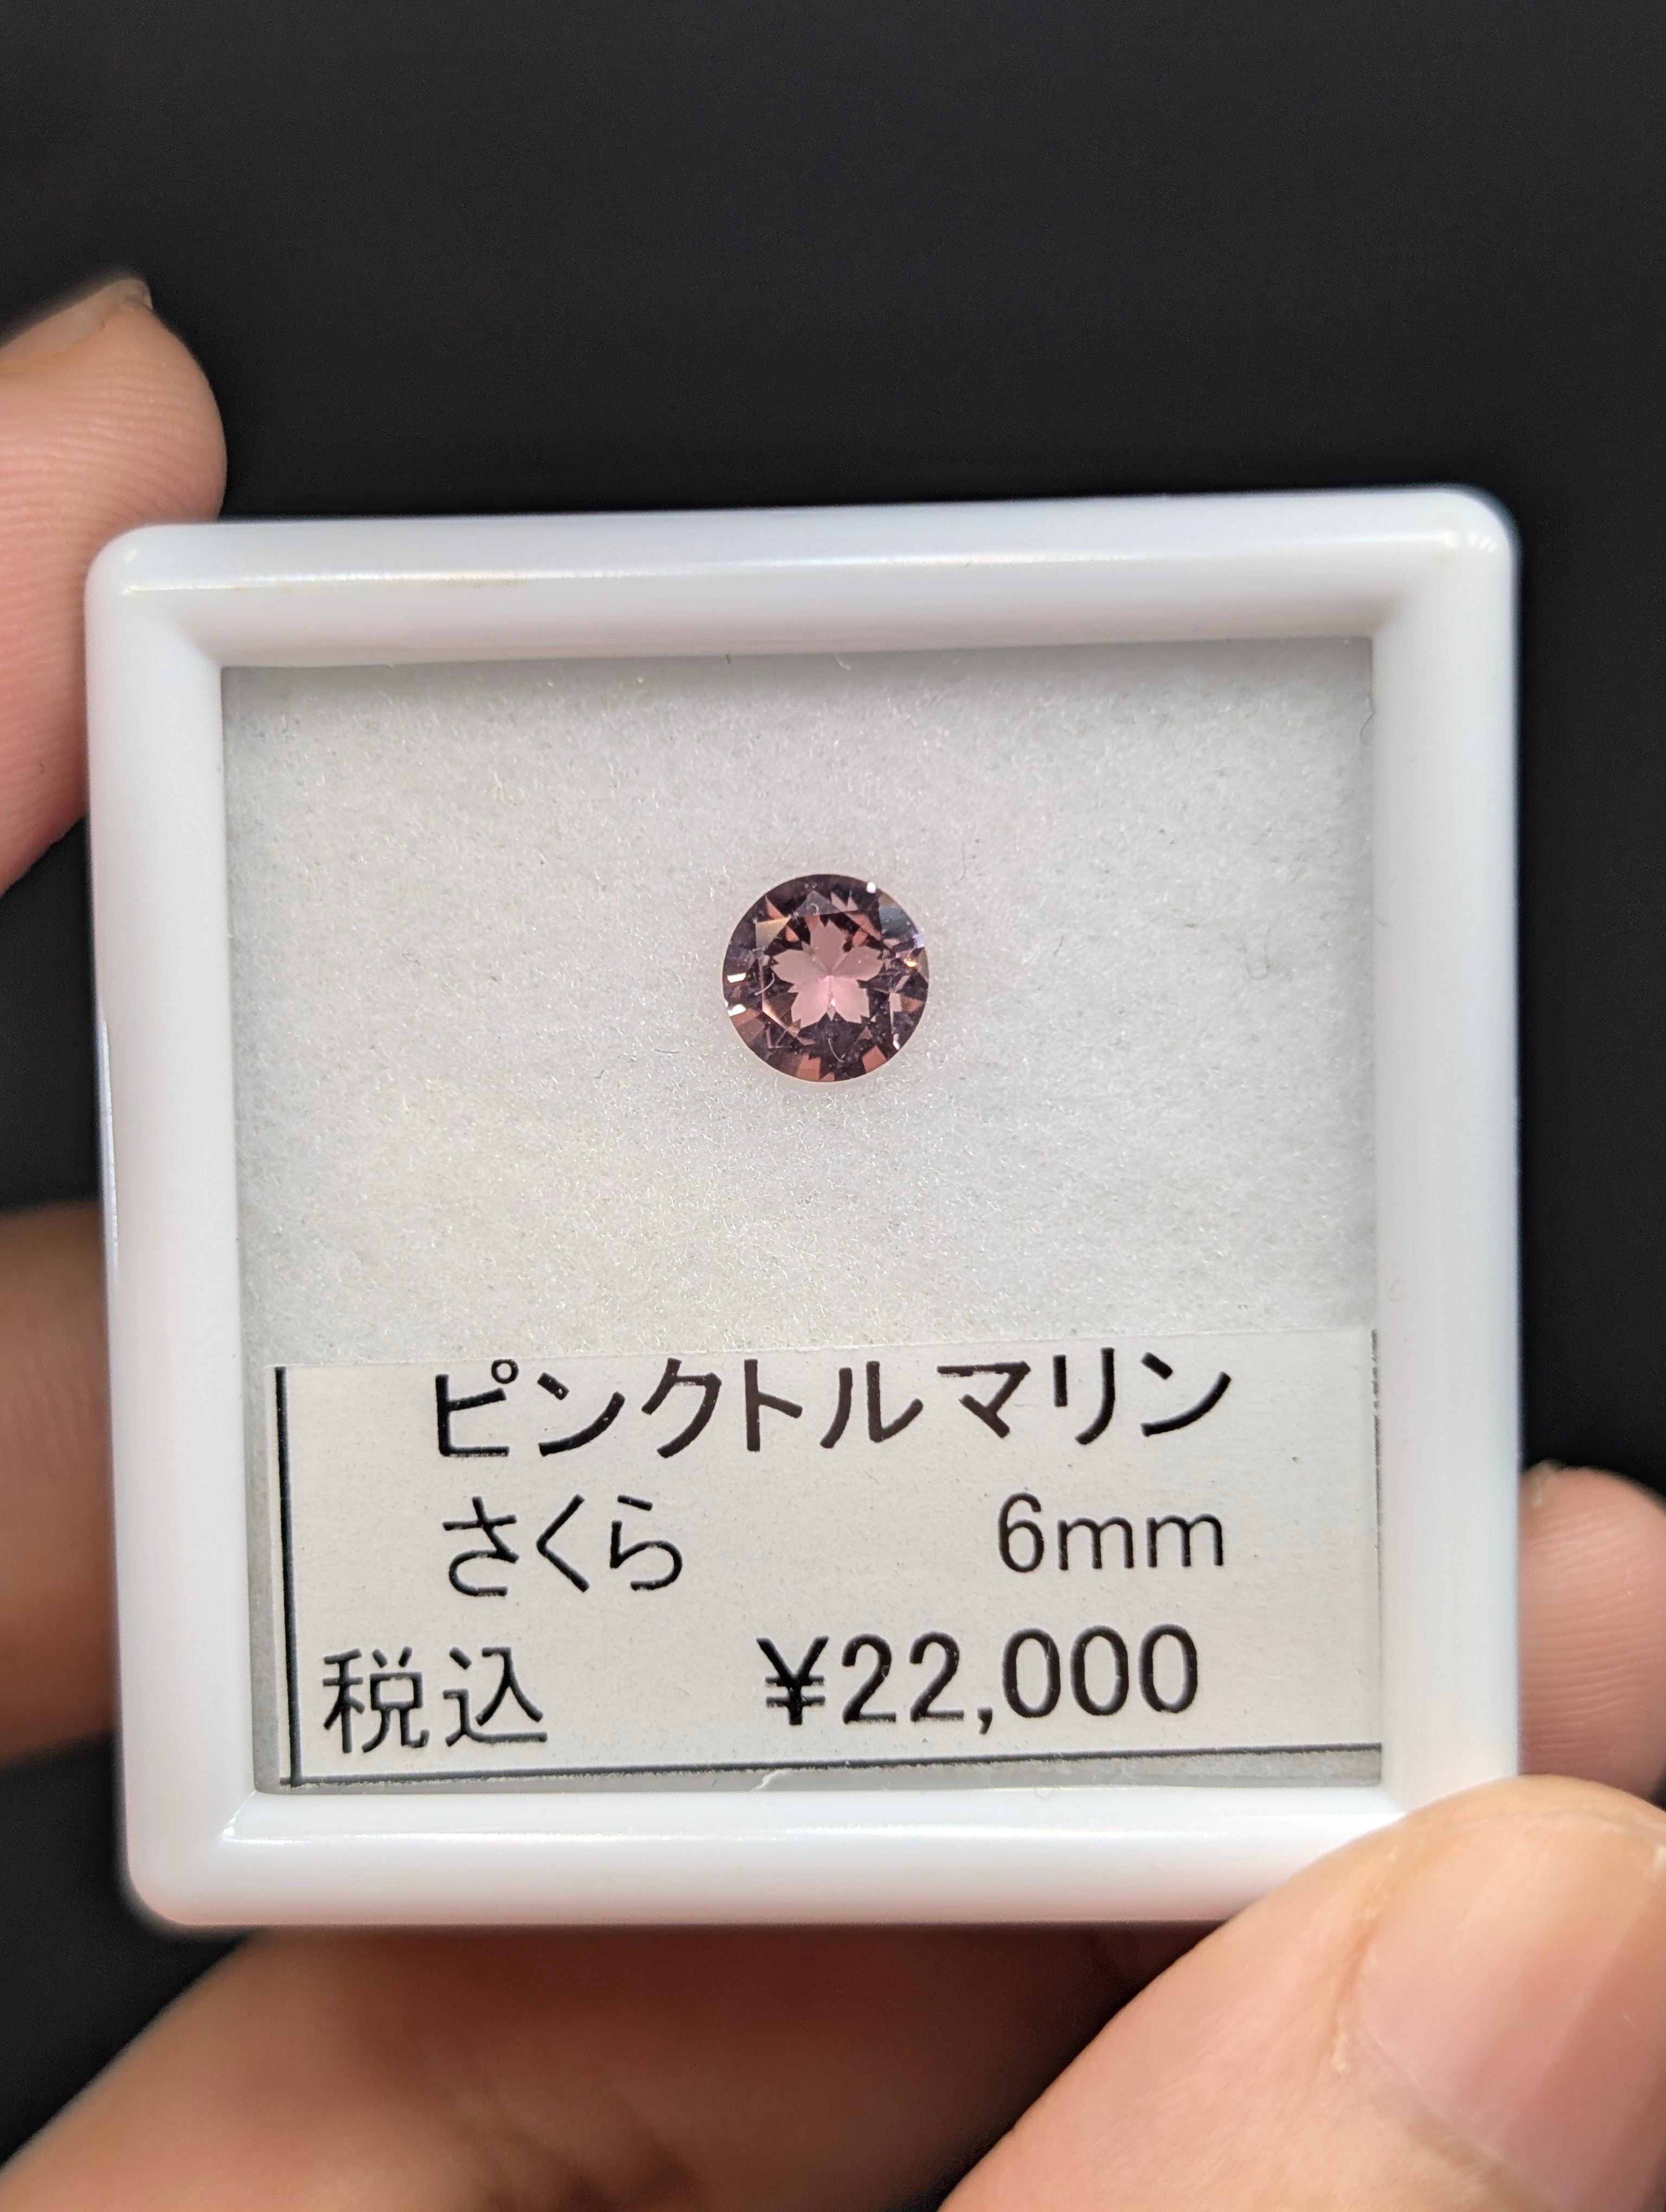 ピンクトルマリン
さくら 6mm
税込 ¥22,000